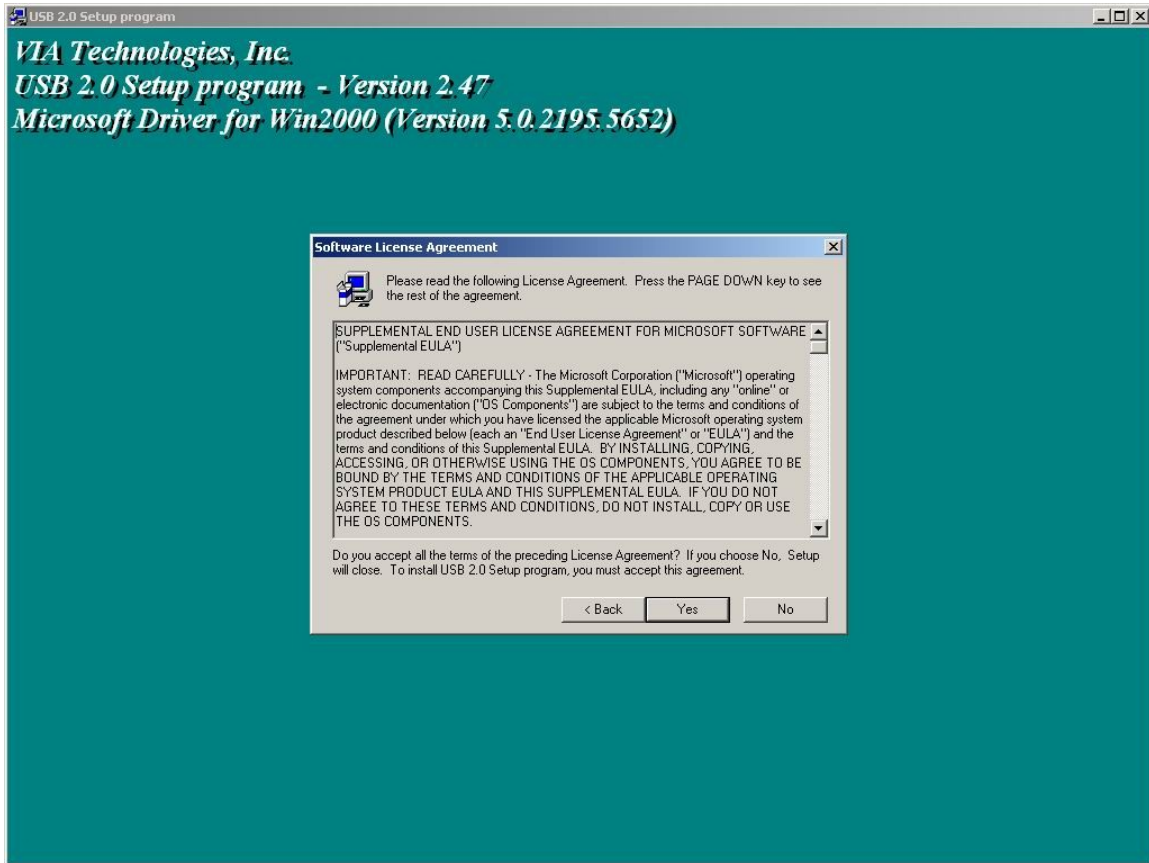 USB 2.0 Setup program
VIA Technologies, Inc.
USB 2.0 Setup program - Version 2.47
Microsoft Driver for Win2000 (Version 5.0.2195.5652)
Software License Agreement
Please read the following License Agreement. Press the PAGE DOWN key to see
the rest of the agreement.
SUPPLEMENTAL END USER LICENSE AGREEMENT FOR MICROSOFT SOFTWARE
("Supplemental EULA")
IMPORTANT: READ CAREFULLY - The Microsoft Corporation ("Microsoft") operating
system components accompanying this Supplemental EULA, including any "online" or
electronic documentation ("OS Components") are subject to the terms and conditions of
the agreement under which you have licensed the applicable Microsoft operating system
product described below (each an "End User License Agreement" or "EULA") and the
terms and conditions of this Supplemental EULA. BY INSTALLING, COPYING,
ACCESSING, OR OTHERWISE USING THE OS COMPONENTS, YOU AGREE TO BE
BOUND BY THE TERMS AND CONDITIONS OF THE APPLICABLE OPERATING
SYSTEM PRODUCT EULA AND THIS SUPPLEMENTAL EULA. IF YOU DO NOT
AGREE TO THESE TERMS AND CONDITIONS, DO NOT INSTALL, COPY OR USE
THE OS COMPONENTS.
Do you accept all the terms of the preceding License Agreement? If you choose No, Setup
will close. To install USB 2.0 Setup program, you must accept this agreement.
< Back Yes No